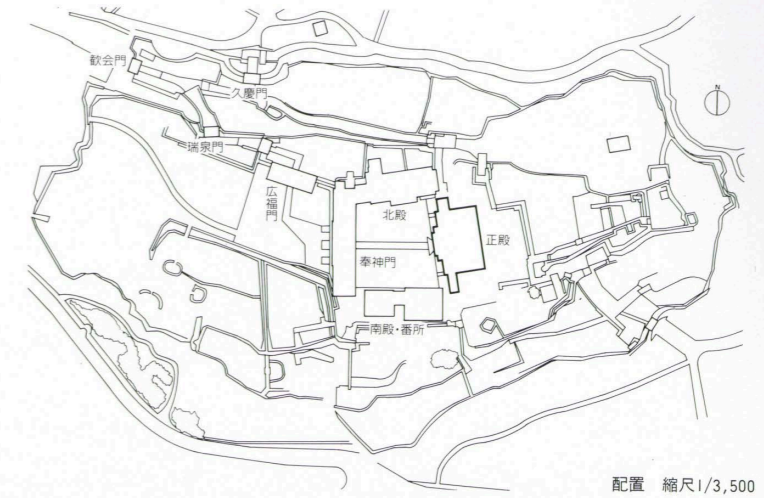 歓会門
久慶門
N
瑞泉門
広福門
北殿
正殿
奉神門
南殿・番所
配置 縮尺1/3,500